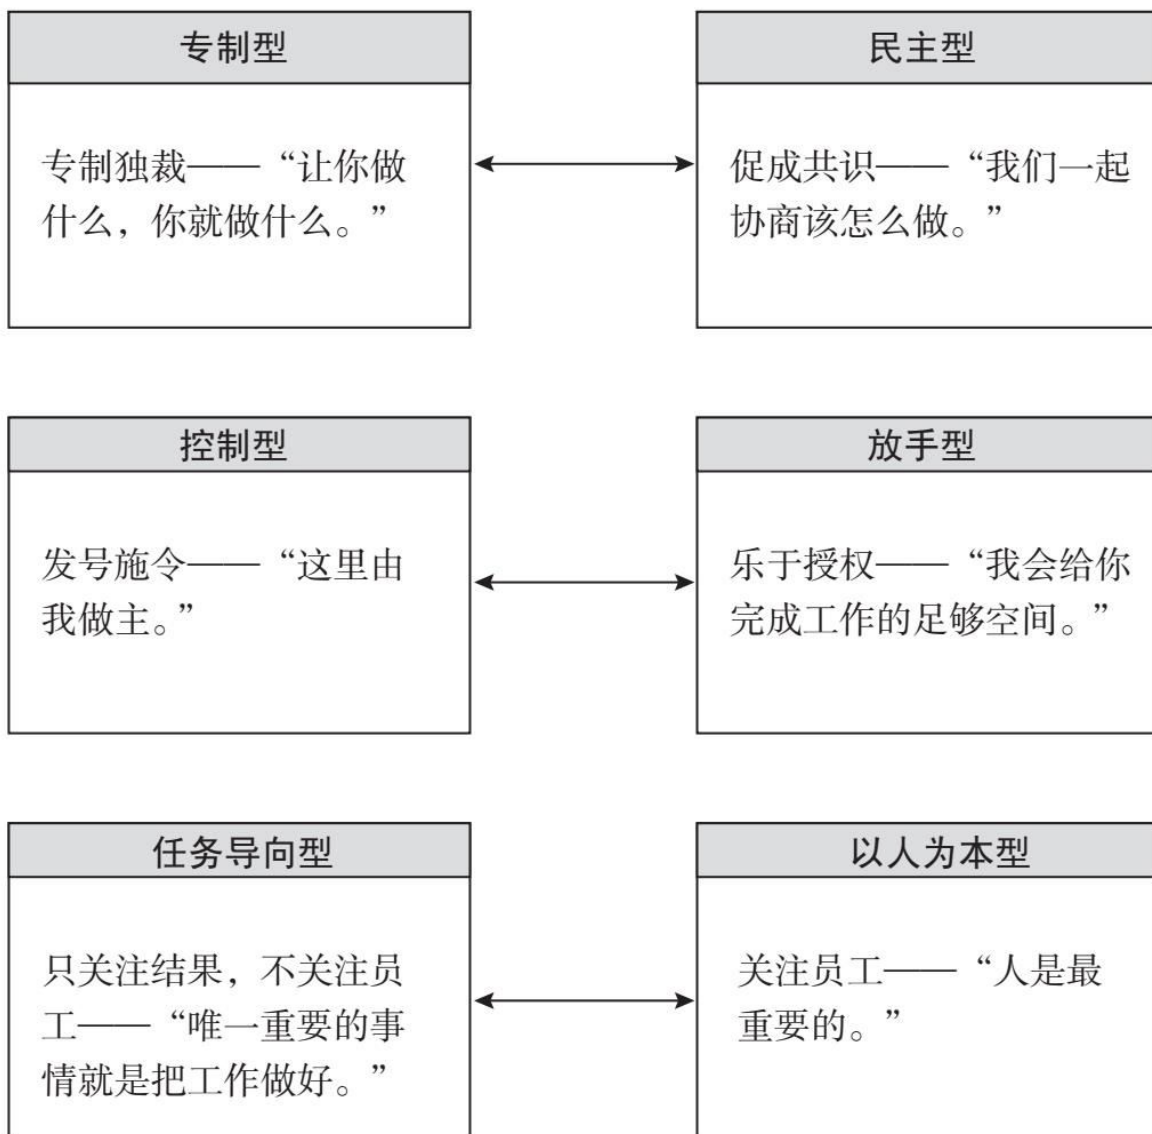 专制型
专制独裁——“让你做
什么，你就做什么。”
民主型
促成共识——“我们一起
协商该怎么做。”
控制型
发号施令——“这里由
我做主。”
放手型
乐于授权——“我会给你
完成工作的足够空间。”
任务导向型
只关注结果，不关注员
工——“唯一重要的事
情就是把工作做好。”
以人为本型
关注员工——“人是最
重要的。”